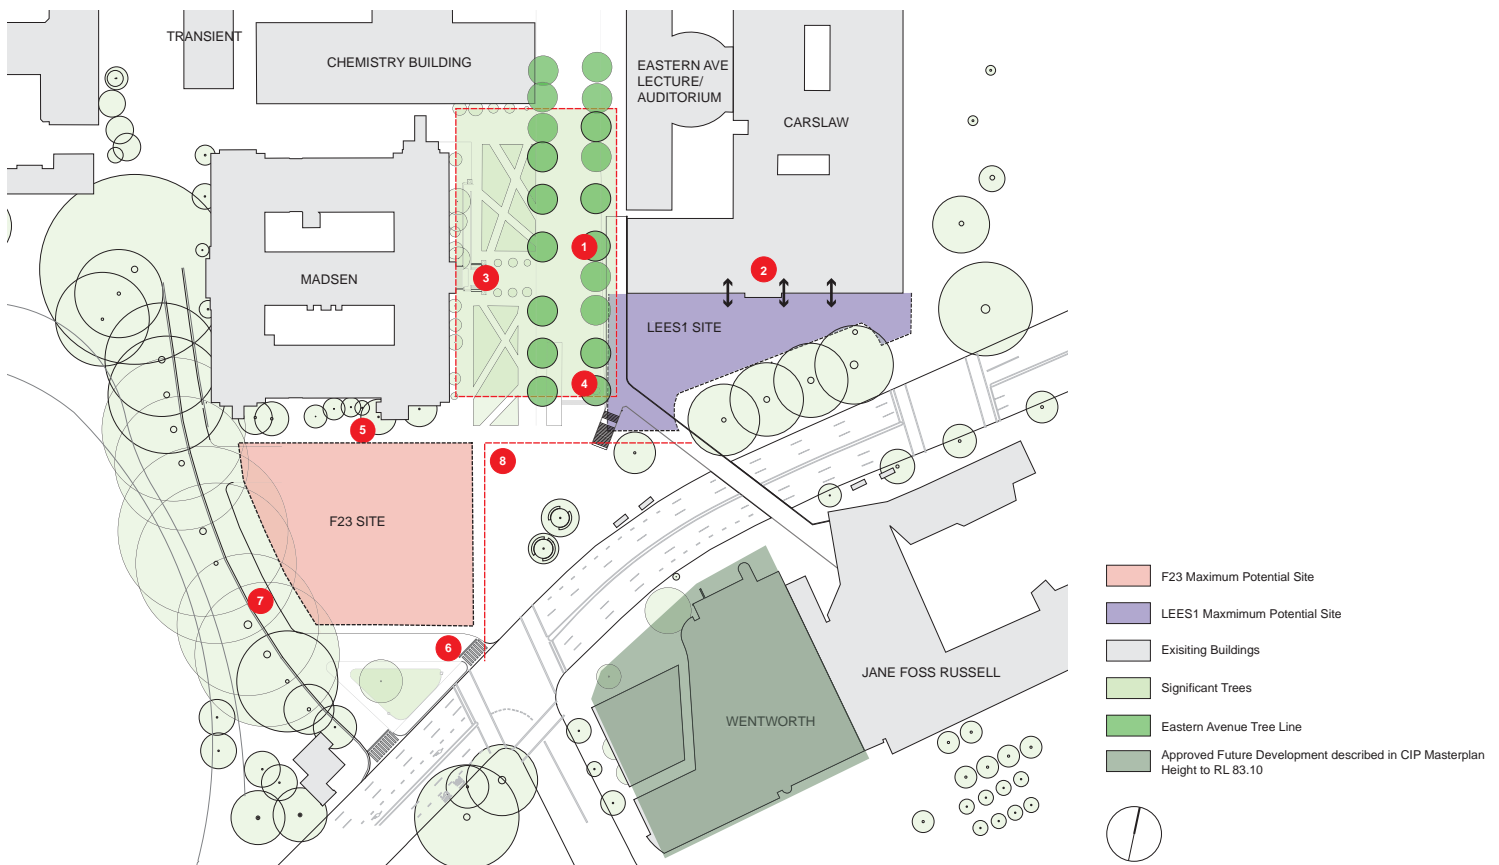 TRANSIENT
CHEMISTRY BUILDING
EASTERN AVE
LECTURE/
AUDITORIUM
CARSLAW
1
2
3
MADSEN
LEES1 SITE
4
5
8
F23 SITE
7
6
JANE FOSS RUSSELL
WENTWORTH
F23 Maximum Potential Site
LEES1 Maxmimum Potential Site
Exisiting Buildings
Significant Trees
Eastern Avenue Tree Line
Approved Future Development described in CIP Masterplan
Height to RL 83.10